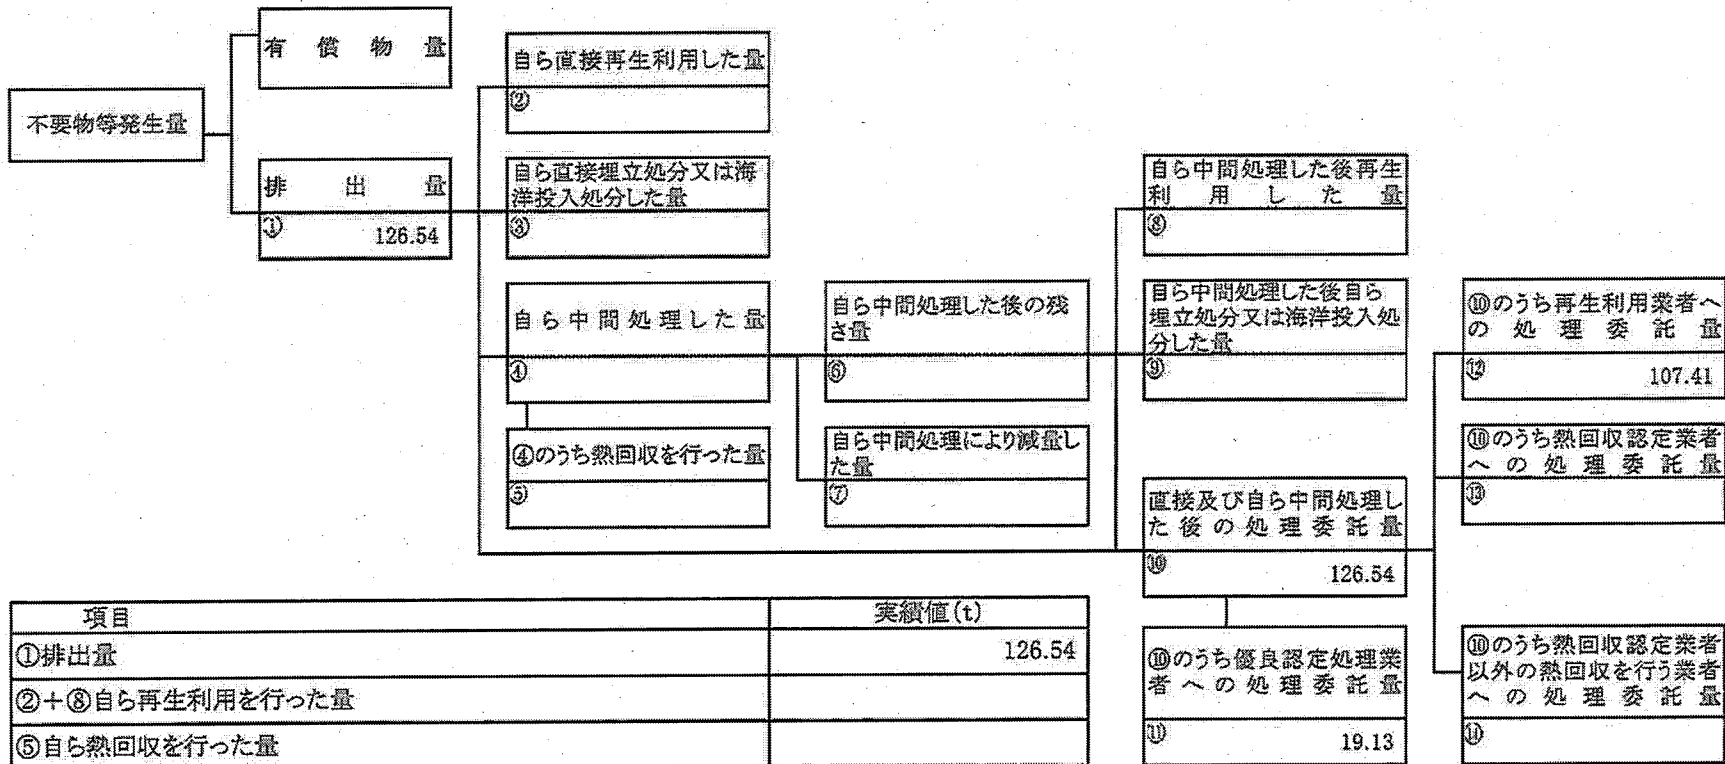 有償物量
不要物等発生量
排出量
① 126.54
自ら直接再生利用した量
②
自ら直接埋立処分又は海
洋投入処分した量
③
自ら中間処理した量
④
④のうち熱回収を行った量
⑤
自ら中間処理した後の残
さ量
⑥
自ら中間処理により減量し
た量
⑦
自ら中間処理した後再生
利用した量
⑧
自ら中間処理した後自ら
埋立処分又は海洋投入処
分した量
⑨
直接及び自ら中間処理し
た後の処理委託量
⑩ 126.54
⑩のうち優良認定処理業
者への処理委託量
⑪ 19.13
⑩のうち再生利用業者へ
の処理委託量
⑫ 107.41
⑩のうち熱回収認定業者
への処理委託量
⑬
⑩のうち熱回収認定業者
以外の熱回収を行う業者
への処理委託量
⑭
項目 実績値(t)
①排出量 126.54
②+⑧自ら再生利用を行った量
⑤自ら熱回収を行った量